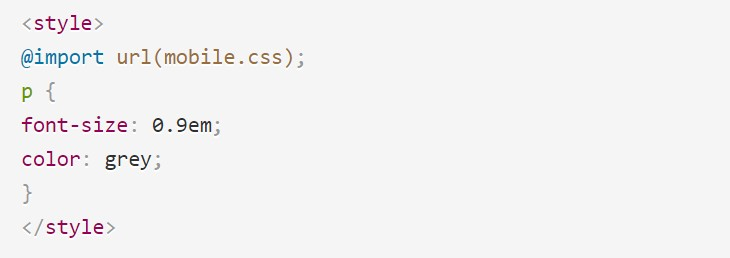 <style>
@import url(mobile.css);
p {
font-size: 0.9em;
color: grey;
}
</style>